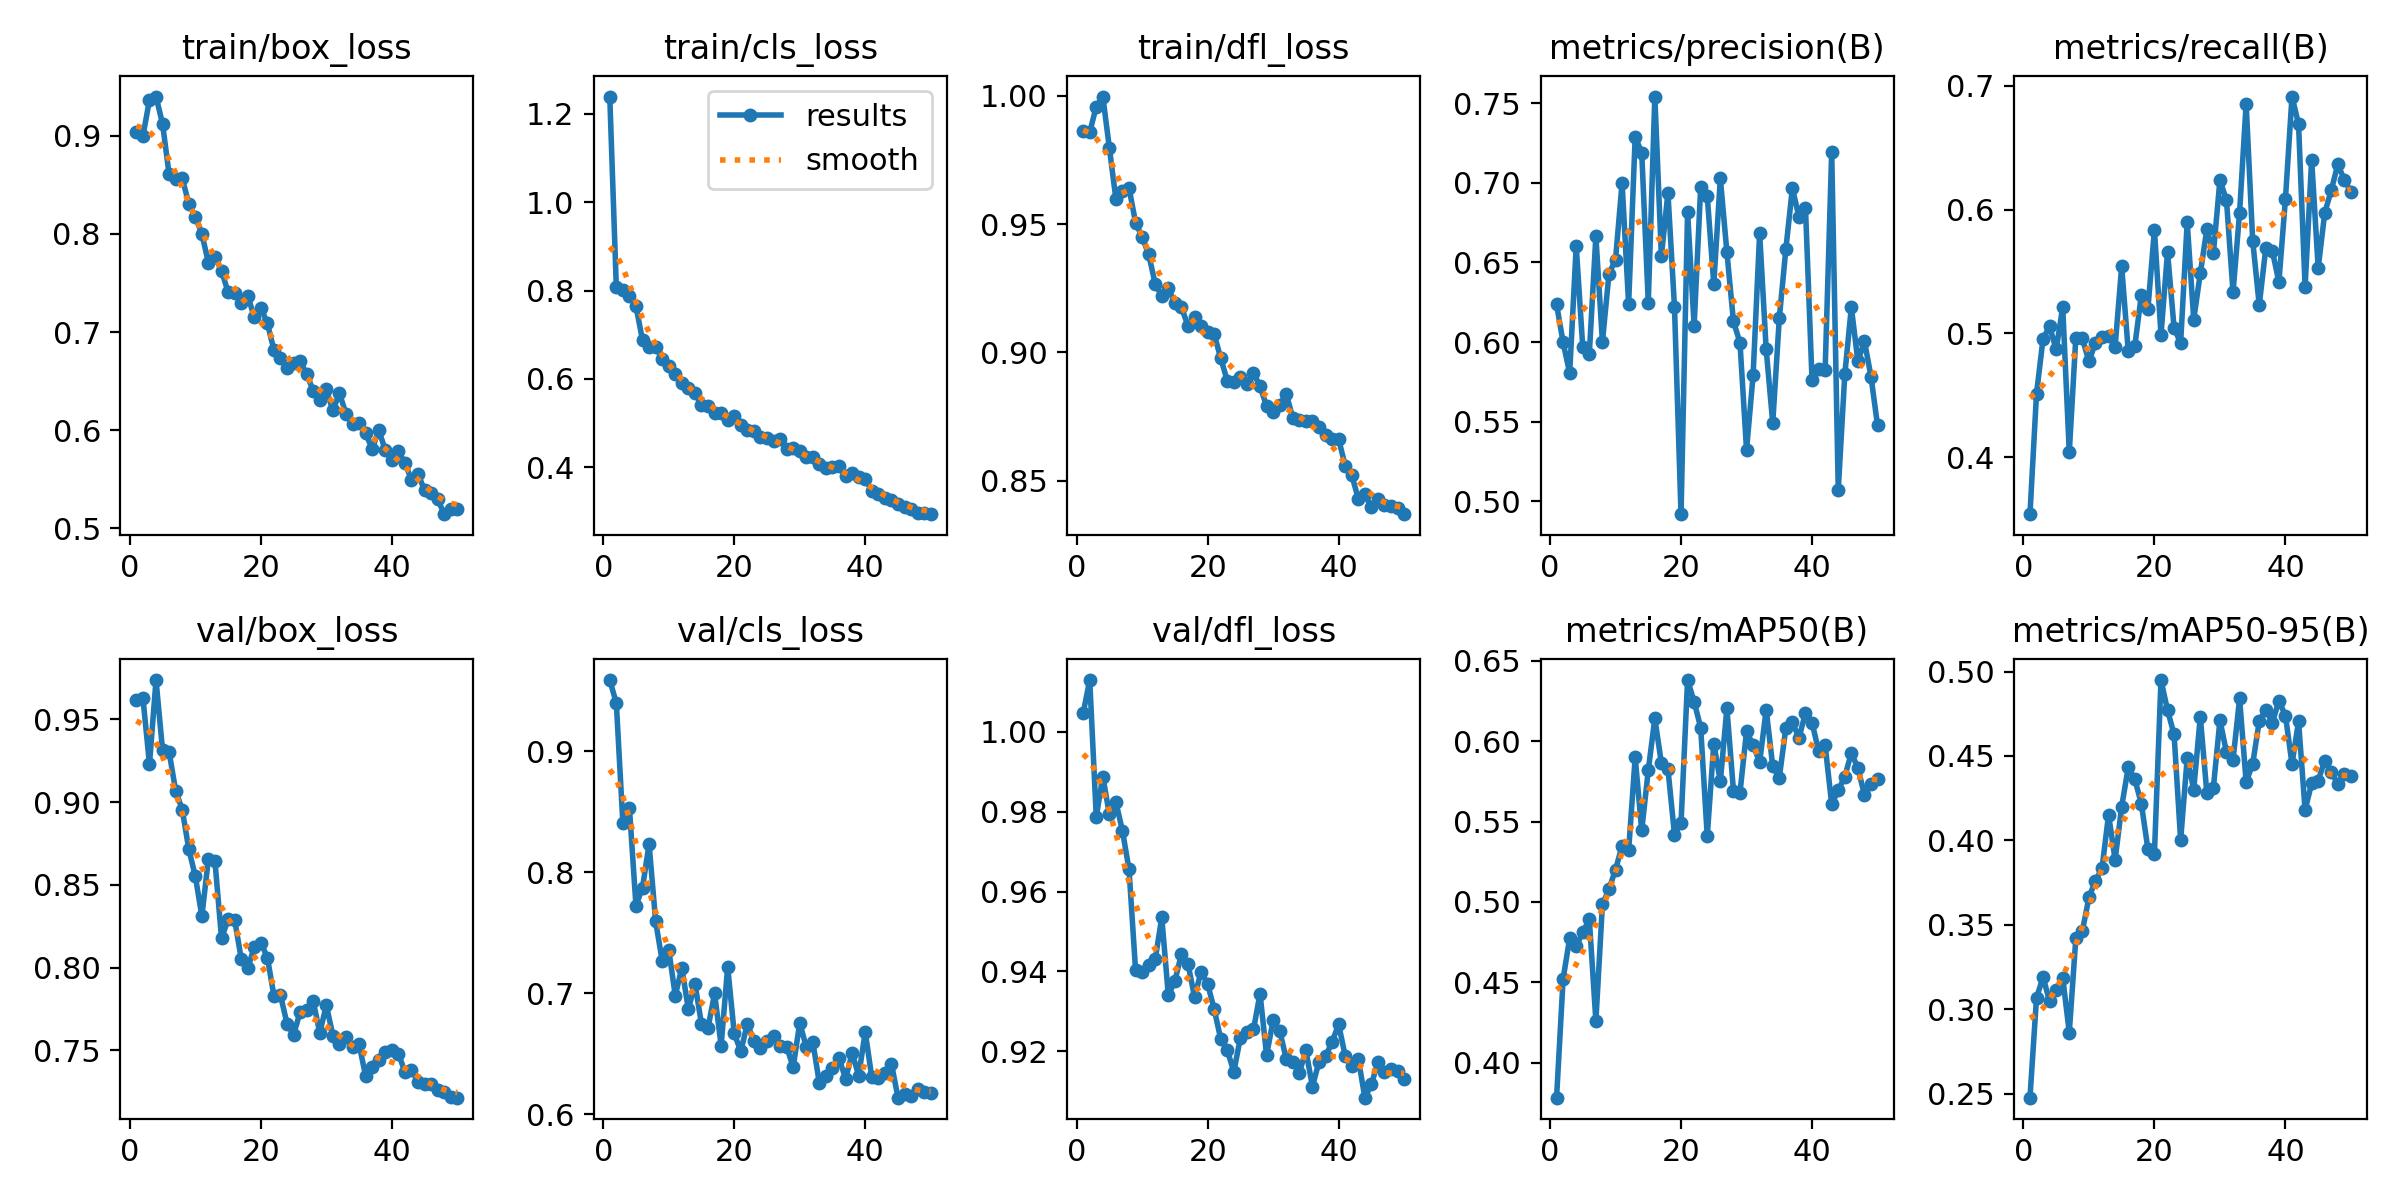 train/box_loss
0.9
0.8
0.7
0.6
0.5
0 20 40
train/cls_loss
results
smooth
1.2
1.0
0.8
0.6
0.4
0 20 40
train/dfl_loss
1.00
0.95
0.90
0.85
0 20 40
metrics/precision(B)
0.75
0.70
0.65
0.60
0.55
0.50
0 20 40
metrics/recall(B)
0.7
0.6
0.5
0.4
0 20 40
val/box_loss
0.95
0.90
0.85
0.80
0.75
0 20 40
val/cls_loss
0.9
0.8
0.7
0.6
0 20 40
val/dfl_loss
1.00
0.98
0.96
0.94
0.92
0 20 40
metrics/mAP50(B)
0.65
0.60
0.55
0.50
0.45
0.40
0 20 40
metrics/mAP50-95(B)
0.50
0.45
0.40
0.35
0.30
0.25
0 20 40